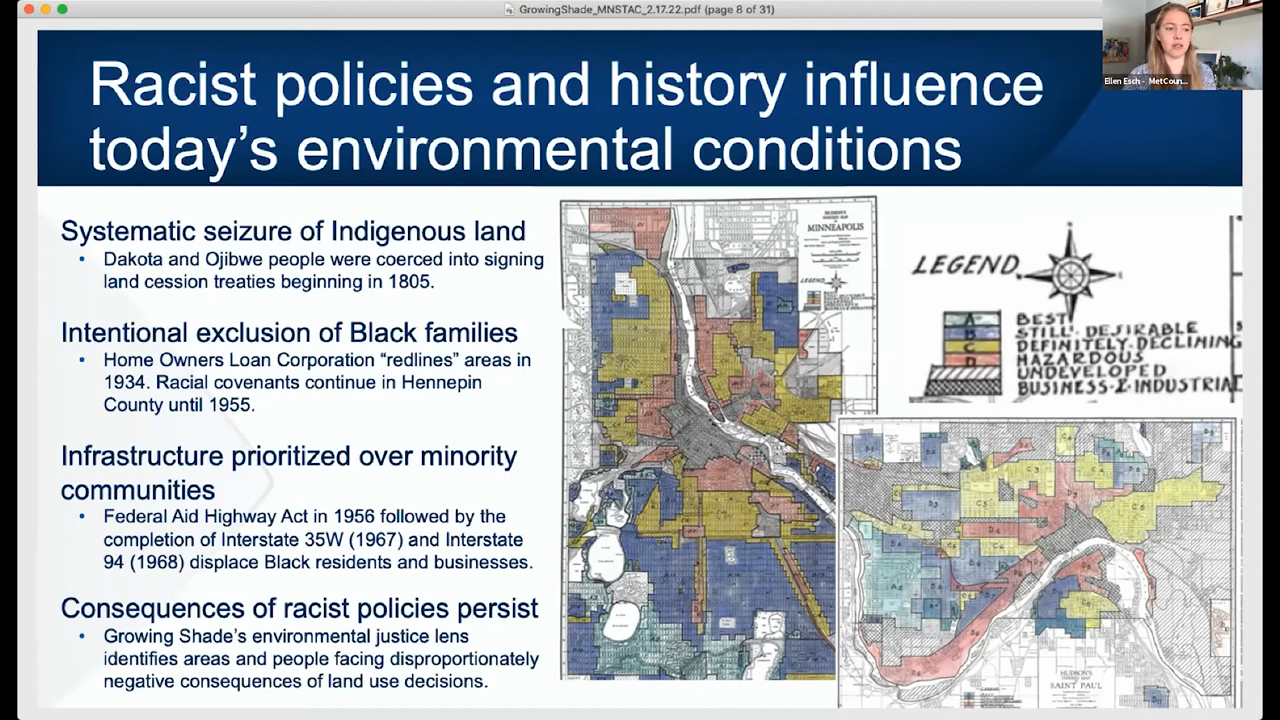 GrowingShade_MNSTAC_2.17.22.pdf (page 8 of 31)
Ellen Esch - MetCoun...
Racist policies and history influence
today's environmental conditions
Systematic seizure of Indigenous land
• Dakota and Ojibwe people were coerced into signing
land cession treaties beginning in 1805.
Intentional exclusion of Black families
• Home Owners Loan Corporation “redlines” areas in
1934. Racial covenants continue in Hennepin
County until 1955.
Infrastructure prioritized over minority
communities
• Federal Aid Highway Act in 1956 followed by the
completion of Interstate 35W (1967) and Interstate
94 (1968) displace Black residents and businesses.
Consequences of racist policies persist
• Growing Shade's environmental justice lens
identifies areas and people facing disproportionately
negative consequences of land use decisions.
HUDSON'S
MINNEAPOLIS
LEGEND
LEGEND
A BEST
B STILL DESIRABLE
C DEFINITELY DECLINING
D HAZARDOUS
UNDEVELOPED
BUSINESS & INDUSTRIAL
HUDSON'S
SAINT PAUL